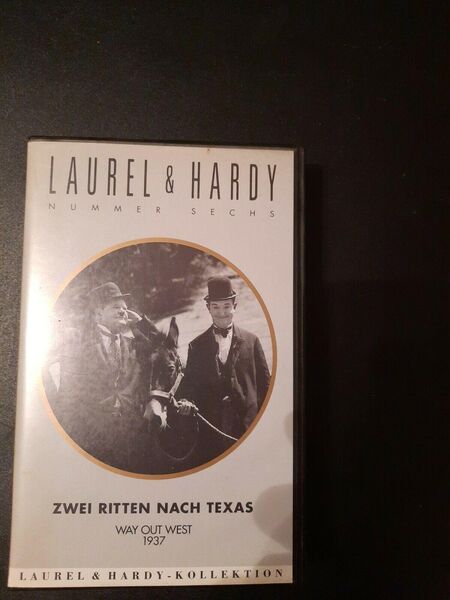 LAUREL & HARDY
NUMMER SECHS
ZWEI RITTEN NACH TEXAS
WAY OUT WEST
1937
LAUREL & HARDY-KOLLEKTION